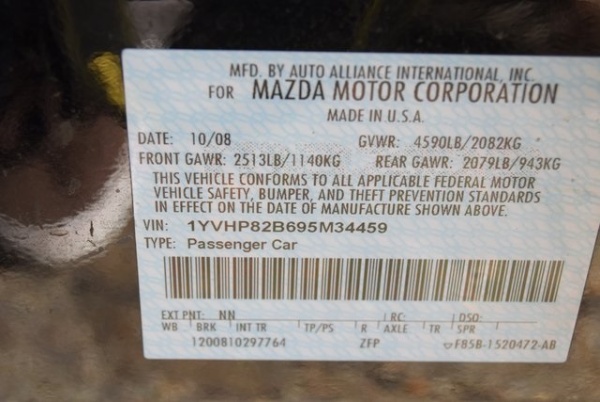 MFD. BY AUTO ALLIANCE INTERNATIONAL, INC.
FOR MAZDA MOTOR CORPORATION
MADE IN U.S.A.
DATE: 10/08 GVWR: 4590LB/2082KG
FRONT GAWR: 2513LB/1140KG REAR GAWR: 2079LB/943KG
THIS VEHICLE CONFORMS TO ALL APPLICABLE FEDERAL MOTOR
VEHICLE SAFETY, BUMPER, AND THEFT PREVENTION STANDARDS
IN EFFECT ON THE DATE OF MANUFACTURE SHOWN ABOVE.
VIN: 1YVHP82B695M34459
TYPE: Passenger Car
EXT PNT: NN RC: DSO:
WB BRK INT TR TP/PS R AXLE TR SPR
1200810297764 ZFP F85B-1520472-AB